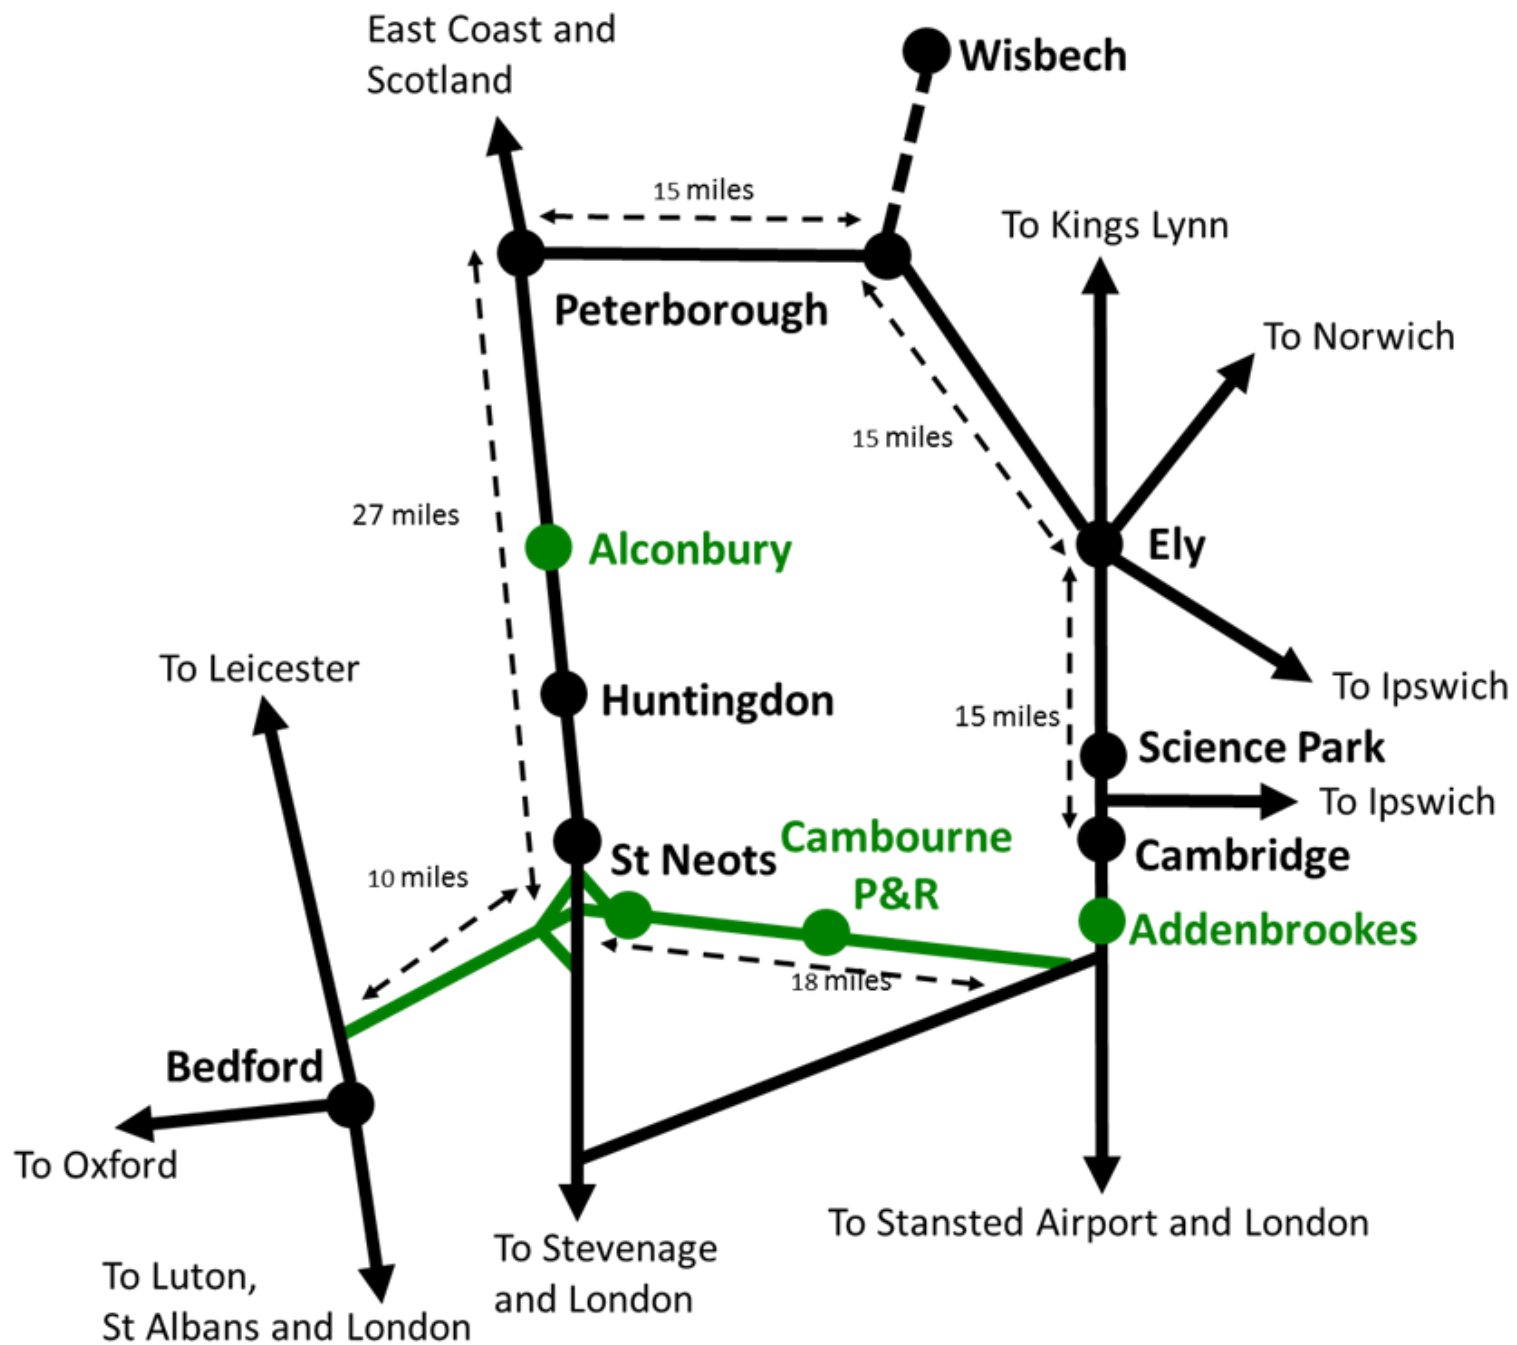 East Coast and
Scotland
Wisbech
15 miles
To Kings Lynn
Peterborough
To Norwich
15 miles
27 miles
Alconbury
Ely
To Leicester
Huntingdon
To Ipswich
15 miles
Science Park
To Ipswich
Cambourne
P&R
St Neots
Cambridge
10 miles
Addenbrookes
18 miles
Bedford
To Oxford
To Stansted Airport and London
To Stevenage
and London
To Luton,
St Albans and London